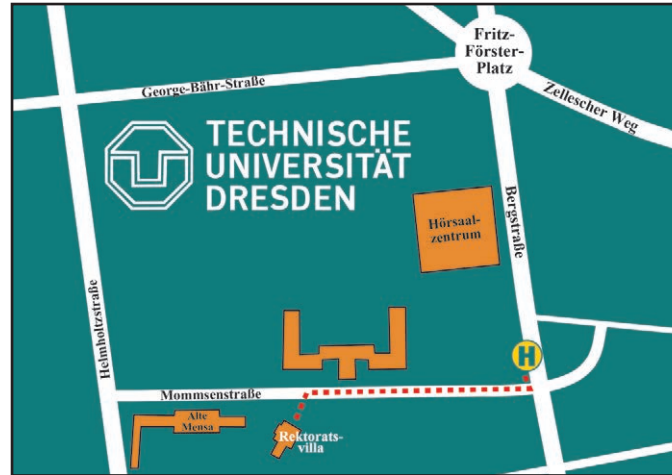 Fritz-
Förster-
Platz
George-Bähr-Straße
Zellescher Weg
TECHNISCHE
UNIVERSITÄT
DRESDEN
Hörsaal-
zentrum
Bergstraße
Helmholtzstraße
H
Mommsenstraße
Alte
Mensa
Rektorats-
villa